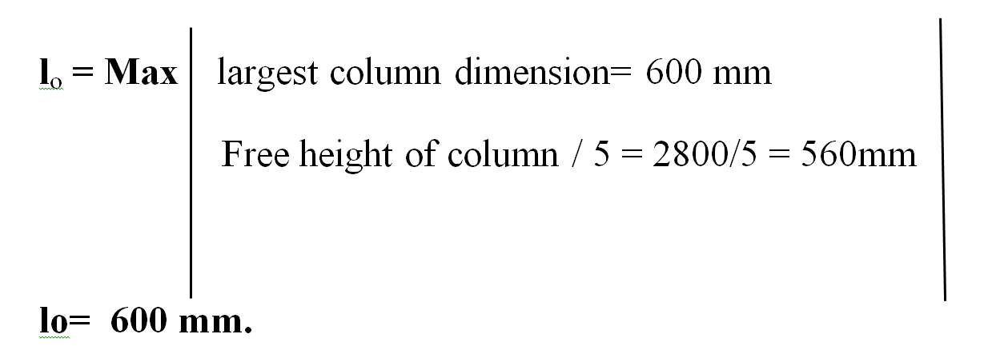 lo = Max largest column dimension= 600 mm
Free height of column / 5 = 2800/5 = 560mm
lo= 600 mm.